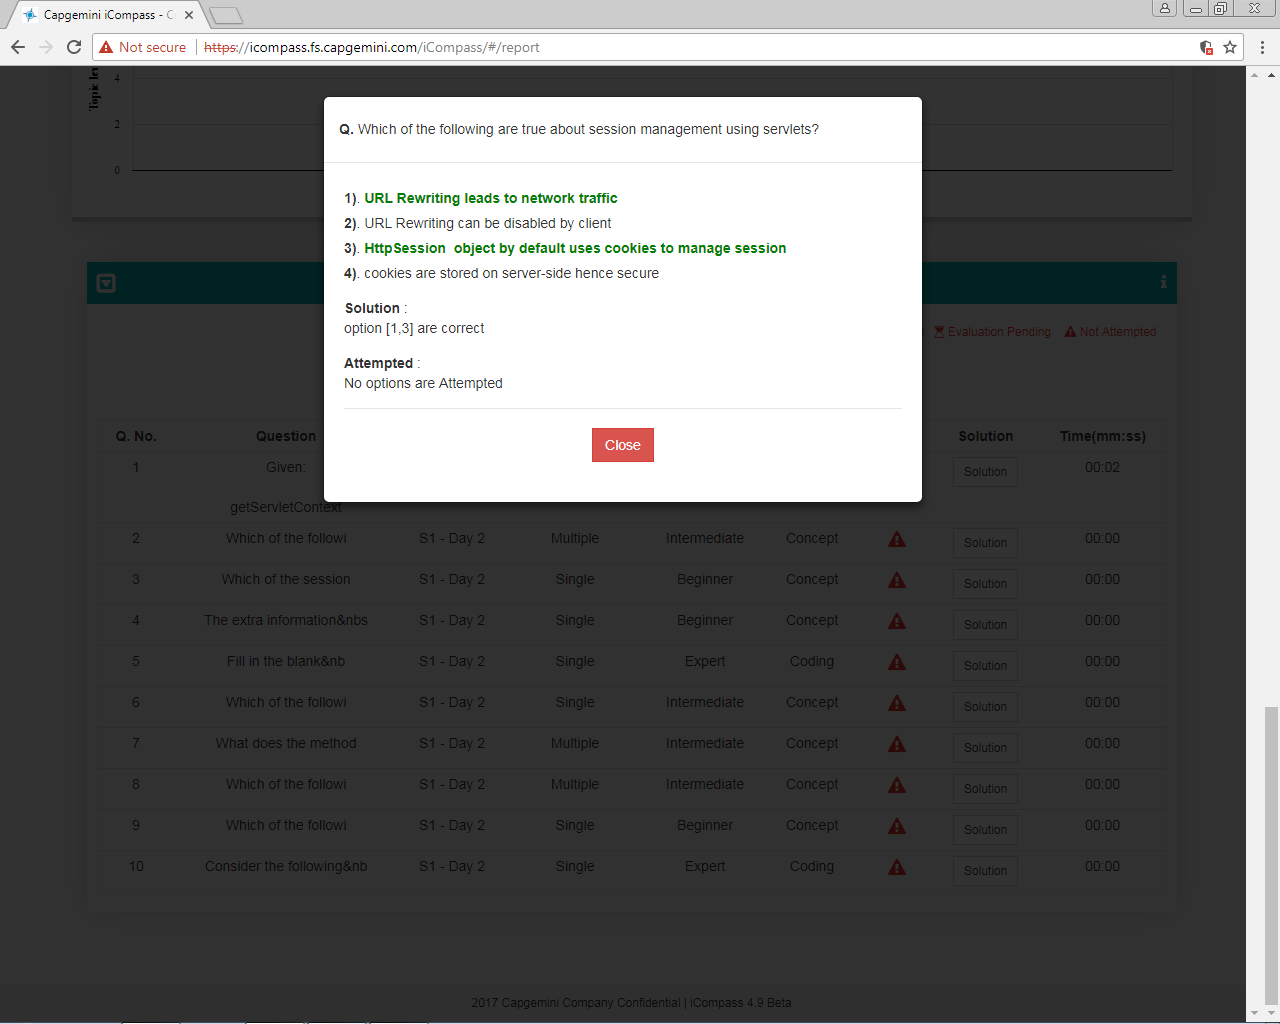 Capgemini iCompass - C
Not secure https://icompass.fs.capgemini.com/iCompass/#/report
Topic lev
4
2
0
Q. Which of the following are true about session management using servlets?
1). URL Rewriting leads to network traffic
2). URL Rewriting can be disabled by client
3). HttpSession  object by default uses cookies to manage session
4). cookies are stored on server-side hence secure
Solution :
option [1,3] are correct
Attempted :
No options are Attempted
Close
Evaluation Pending Not Attempted
Q. No. Question Solution Time(mm:ss)
1 Given: Solution 00:02
getServletContext
2 Which of the followi S1 - Day 2 Multiple Intermediate Concept Solution 00:00
3 Which of the session S1 - Day 2 Single Beginner Concept Solution 00:00
4 The extra information&nbs S1 - Day 2 Single Beginner Concept Solution 00:00
5 Fill in the blank&nb S1 - Day 2 Single Expert Coding Solution 00:00
6 Which of the followi S1 - Day 2 Single Intermediate Concept Solution 00:00
7 What does the method S1 - Day 2 Multiple Intermediate Concept Solution 00:00
8 Which of the followi S1 - Day 2 Multiple Intermediate Concept Solution 00:00
9 Which of the followi S1 - Day 2 Single Beginner Concept Solution 00:00
10 Consider the following&nb S1 - Day 2 Single Expert Coding Solution 00:00
2017 Capgemini Company Confidential | iCompass 4.9 Beta